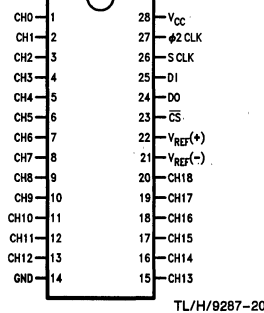 CH0 1 28 VCC
CH1 2 27 ϕ2 CLK
CH2 3 26 S CLK
CH3 4 25 DI
CH4 5 24 DO
CH5 6 23 C̅S̅
CH6 7 22 VREF(+)
CH7 8 21 VREF(-)
CH8 9 20 CH18
CH9 10 19 CH17
CH10 11 18 CH16
CH11 12 17 CH15
CH12 13 16 CH14
GND 14 15 CH13
TL/H/9287-20